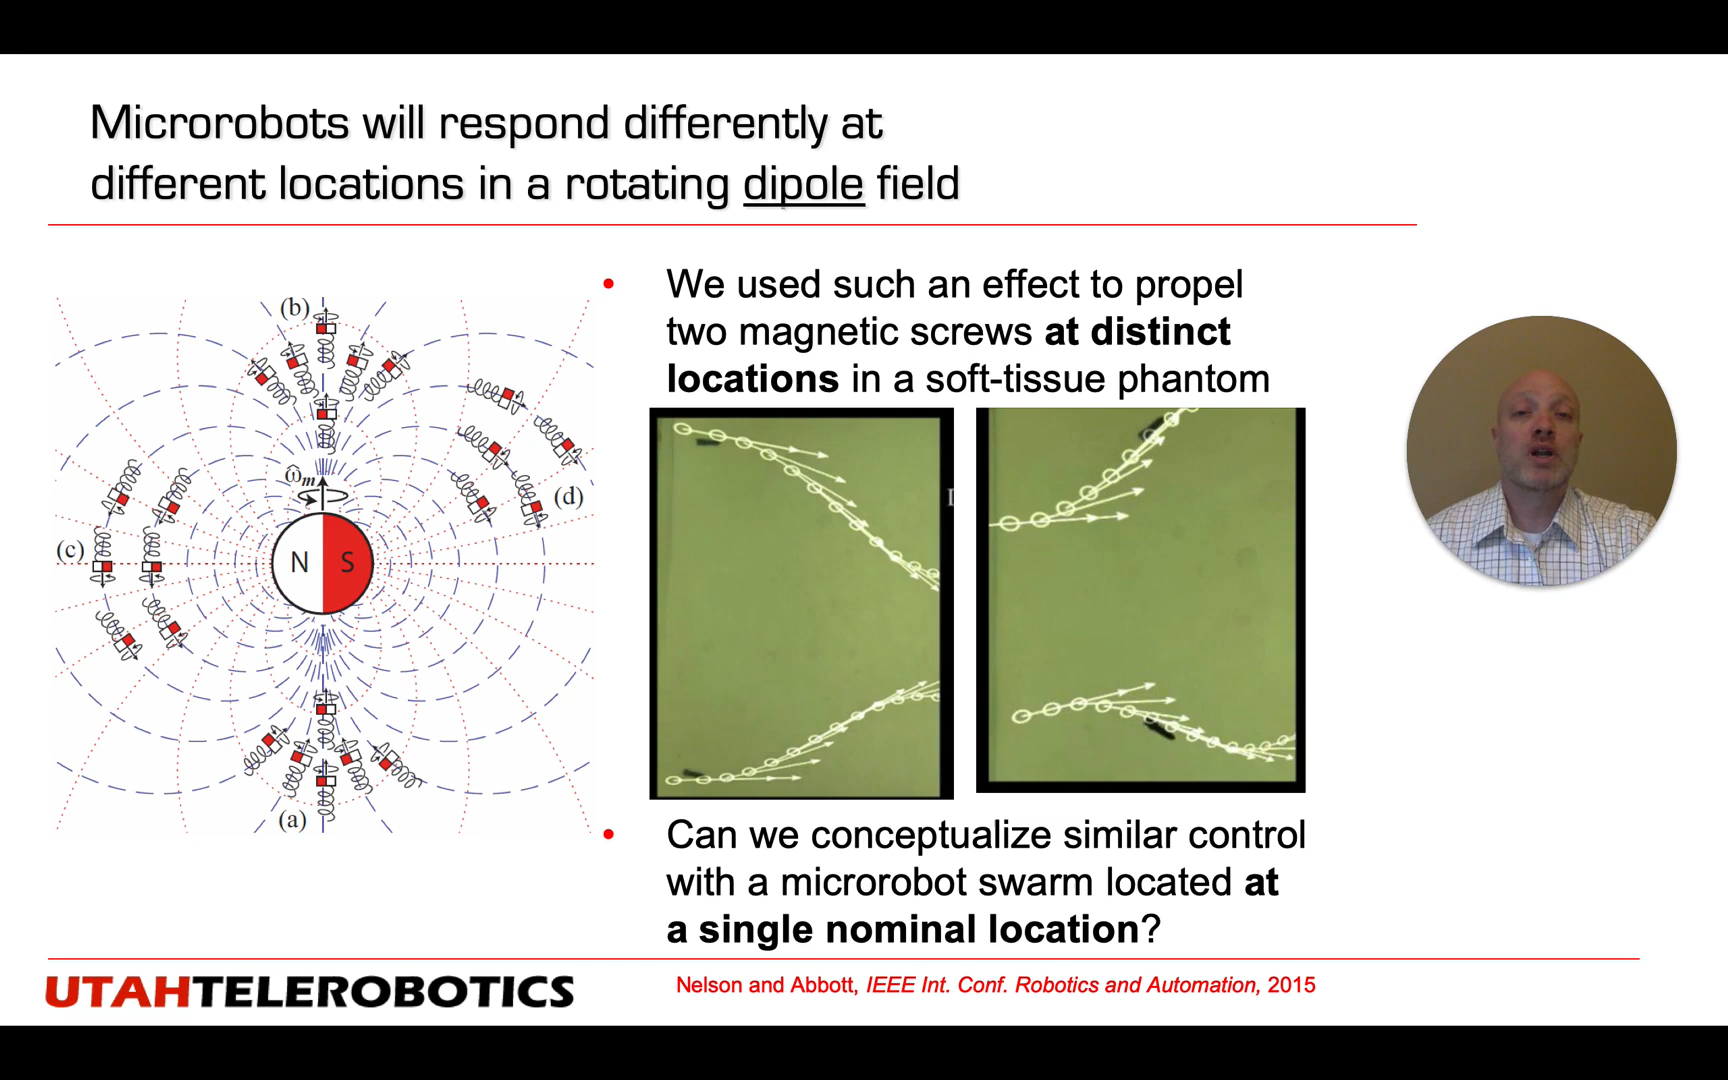 Microrobots will respond differently at
different locations in a rotating dipole field
(b)
ω̂m
(d)
(c)
N S
(a)
• We used such an effect to propel
two magnetic screws at distinct
locations in a soft-tissue phantom
• Can we conceptualize similar control
with a microrobot swarm located at
a single nominal location?
UTAHTELEROBOTICS
Nelson and Abbott, IEEE Int. Conf. Robotics and Automation, 2015